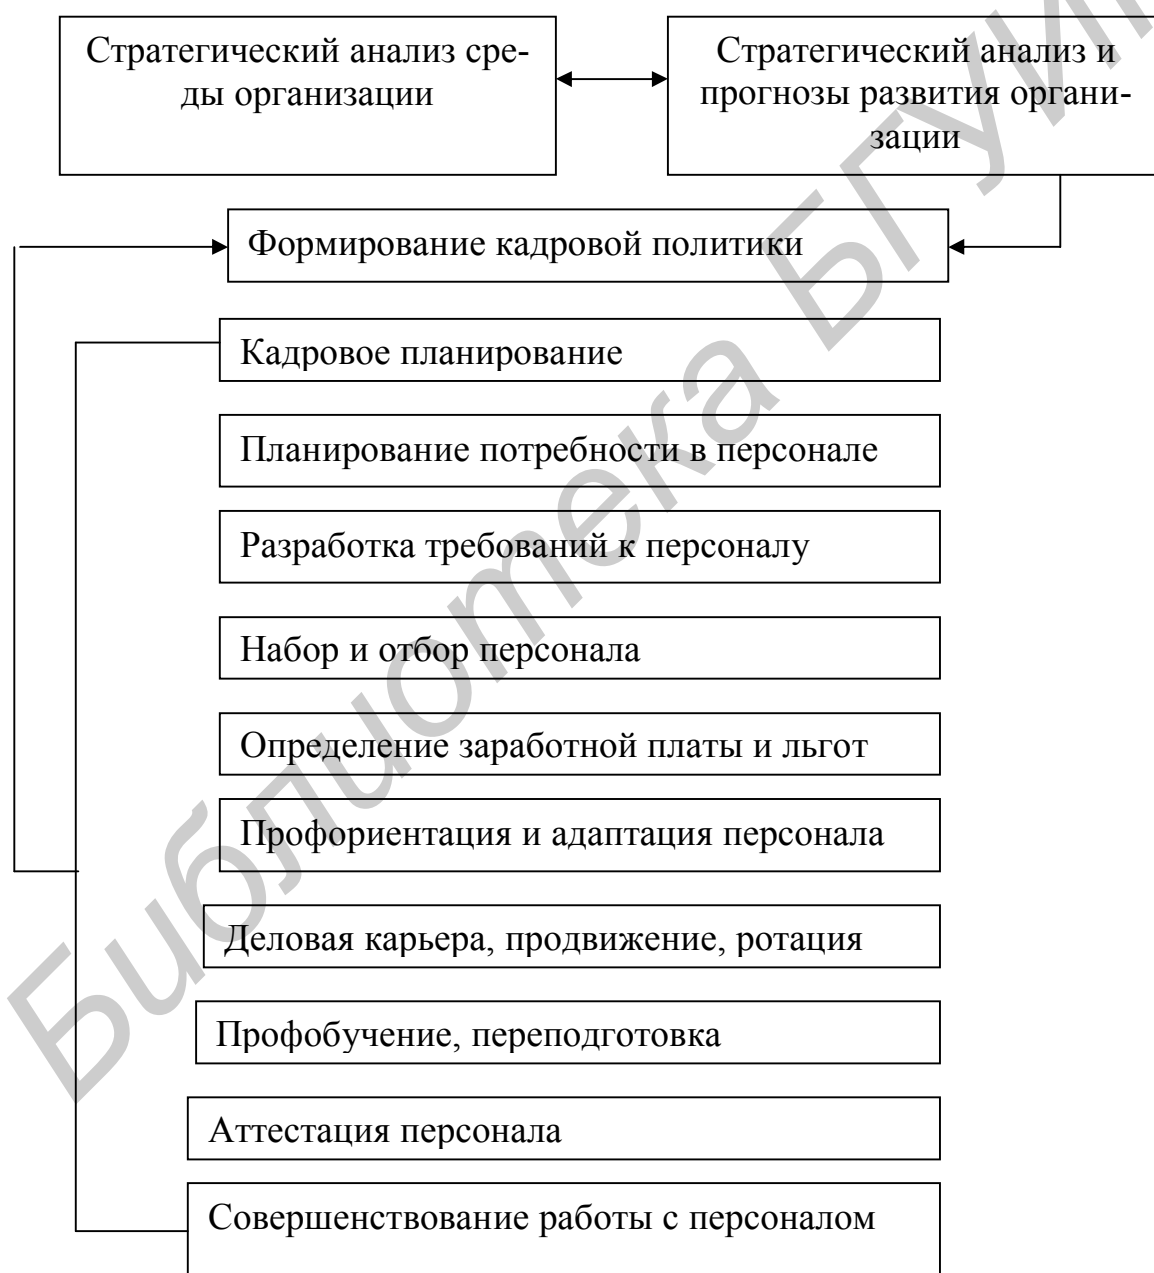 Стратегический анализ сре-
ды организации
Стратегический анализ и
прогнозы развития органи-
зации
Формирование кадровой политики
Кадровое планирование
Планирование потребности в персонале
Разработка требований к персоналу
Набор и отбор персонала
Определение заработной платы и льгот
Профориентация и адаптация персонала
Деловая карьера, продвижение, ротация
Профобучение, переподготовка
Аттестация персонала
Совершенствование работы с персоналом
Библиотека